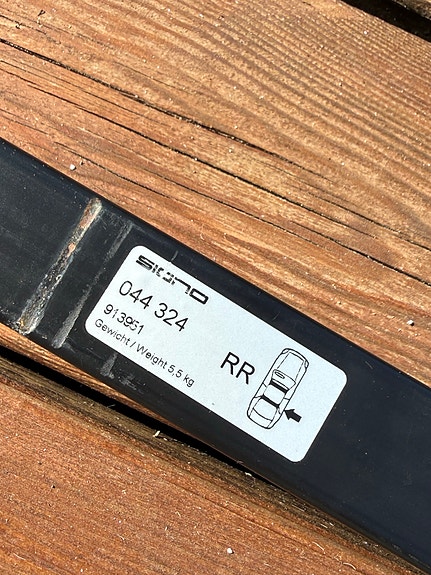 SIGNO
044 324
913951
Gewicht / Weight 5,5 kg
RR